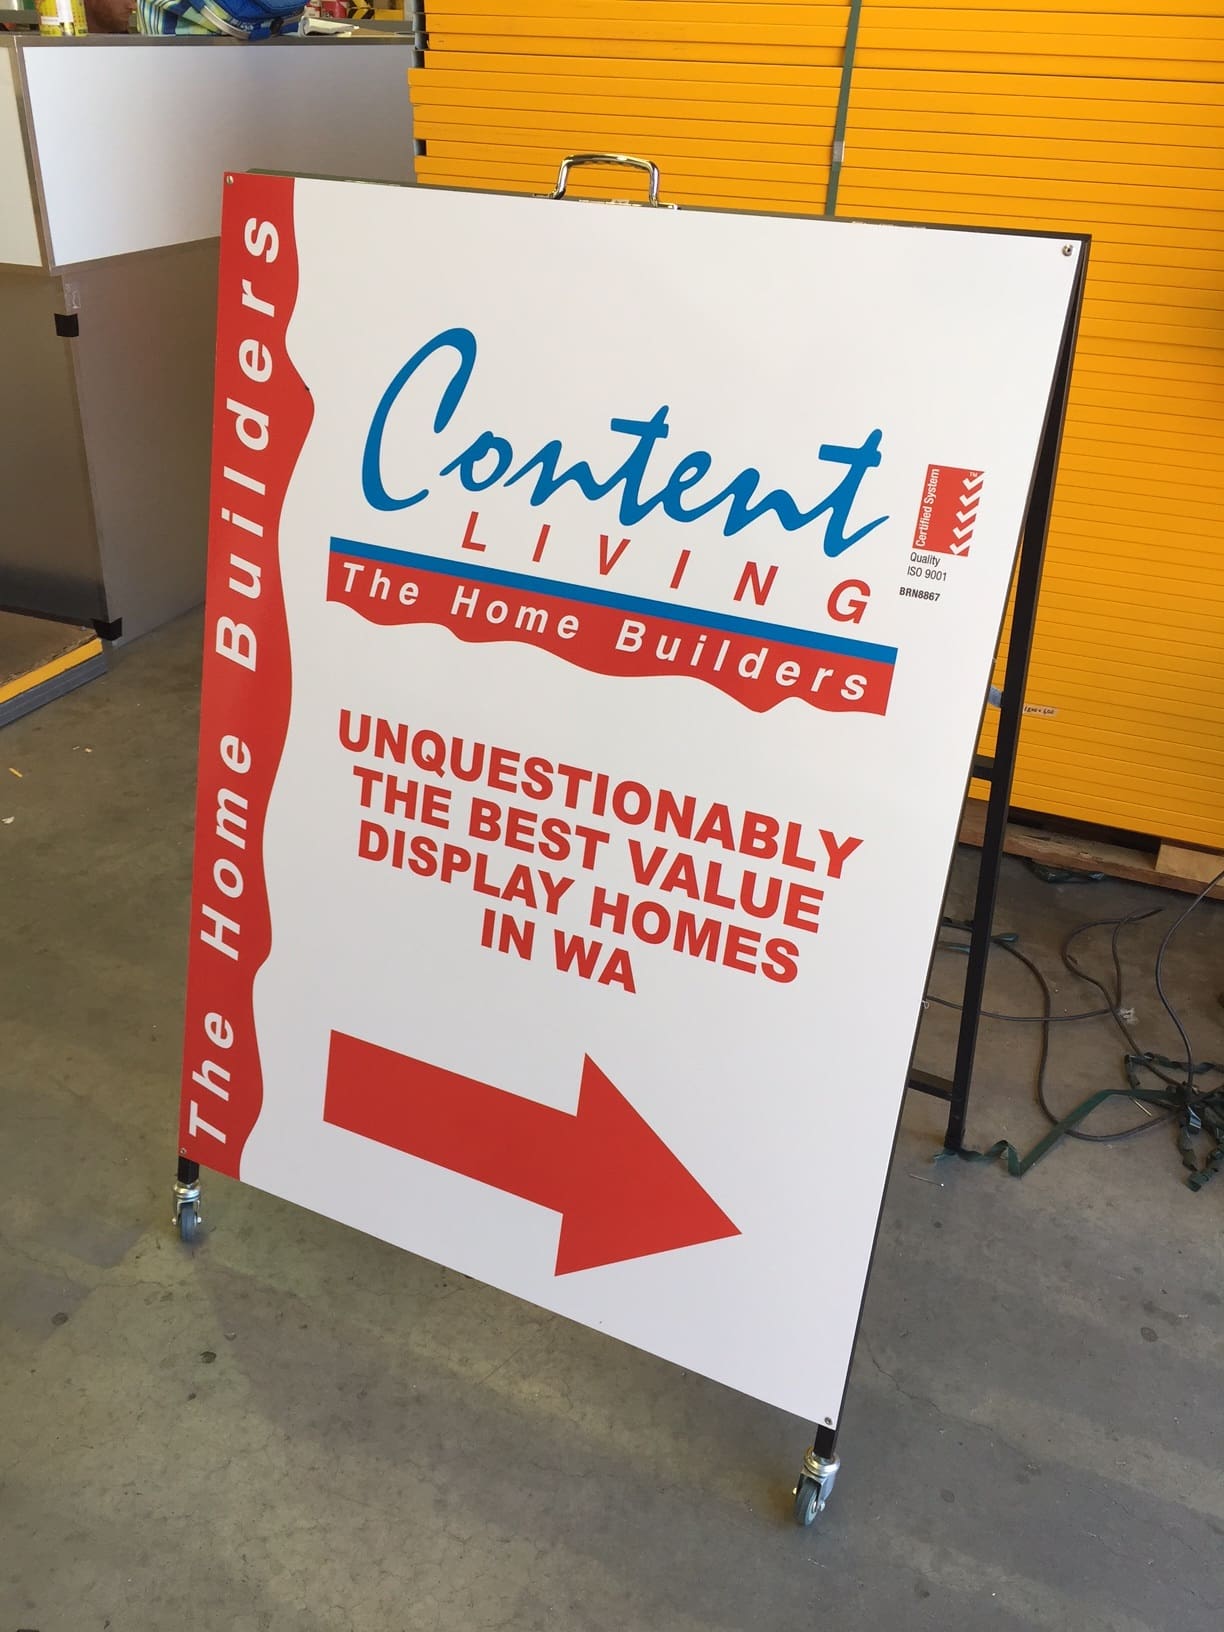 The Home Builders
Content
LIVING
The Home Builders
Certified System
TM
Quality
ISO 9001
BRN8867
UNQUESTIONABLY
THE BEST VALUE
DISPLAY HOMES
IN WA